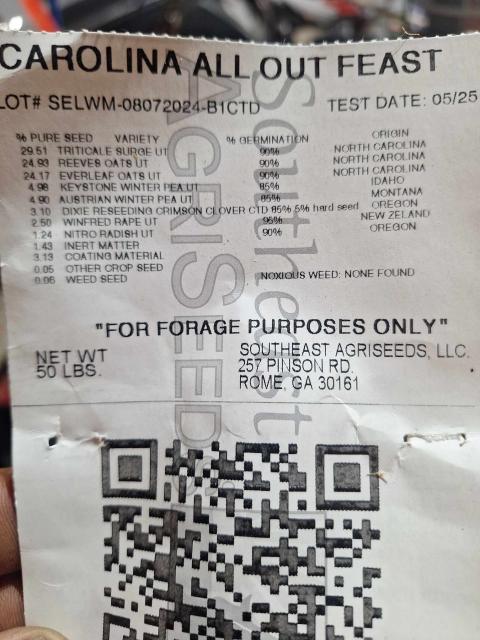 CAROLINA ALL OUT FEAST
LOT# SELWM-08072024-B1CTD TEST DATE: 05/25
% PURE SEED VARIETY % GERMINATION ORIGIN
29.51 TRITICALE SURGE UT 90% NORTH CAROLINA
24.93 REEVES OATS UT 90% NORTH CAROLINA
24.17 EVERLEAF OATS UT 90% NORTH CAROLINA
4.98 KEYSTONE WINTER PEA UT 85% IDAHO
4.90 AUSTRIAN WINTER PEA UT 85% MONTANA
3.10 DIXIE RESEEDING CRIMSON CLOVER CTD 85% 5% hard seed OREGON
2.50 WINFRED RAPE UT 95% NEW ZELAND
1.24 NITRO RADISH UT 90% OREGON
1.43 INERT MATTER
3.13 COATING MATERIAL
0.05 OTHER CROP SEED
0.06 WEED SEED NOXIOUS WEED: NONE FOUND
"FOR FORAGE PURPOSES ONLY"
NET WT
50 LBS.
SOUTHEAST AGRISEEDS, LLC.
257 PINSON RD.
ROME, GA 30161
Southeast
AGRISEEDS